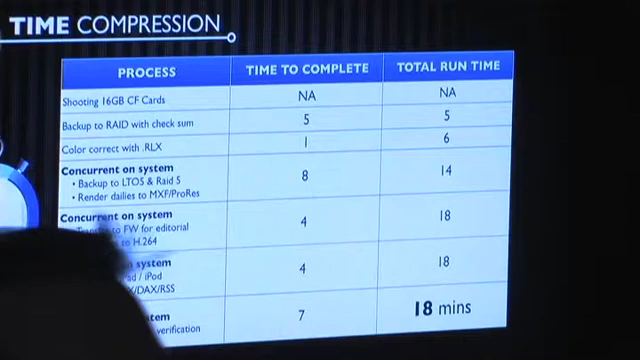 TIME COMPRESSION
PROCESS TIME TO COMPLETE TOTAL RUN TIME
Shooting 16GB CF Cards NA NA
Backup to RAID with check sum 5 5
Color correct with .RLX 1 6
Concurrent on system 8 14
• Backup to LTO5 & Raid 5
• Render dailies to MXF/ProRes
Concurrent on system 4 18
to FW for editorial
to H.264
system 4 18
/ iPod
/DAX/RSS
7 18 mins
verification